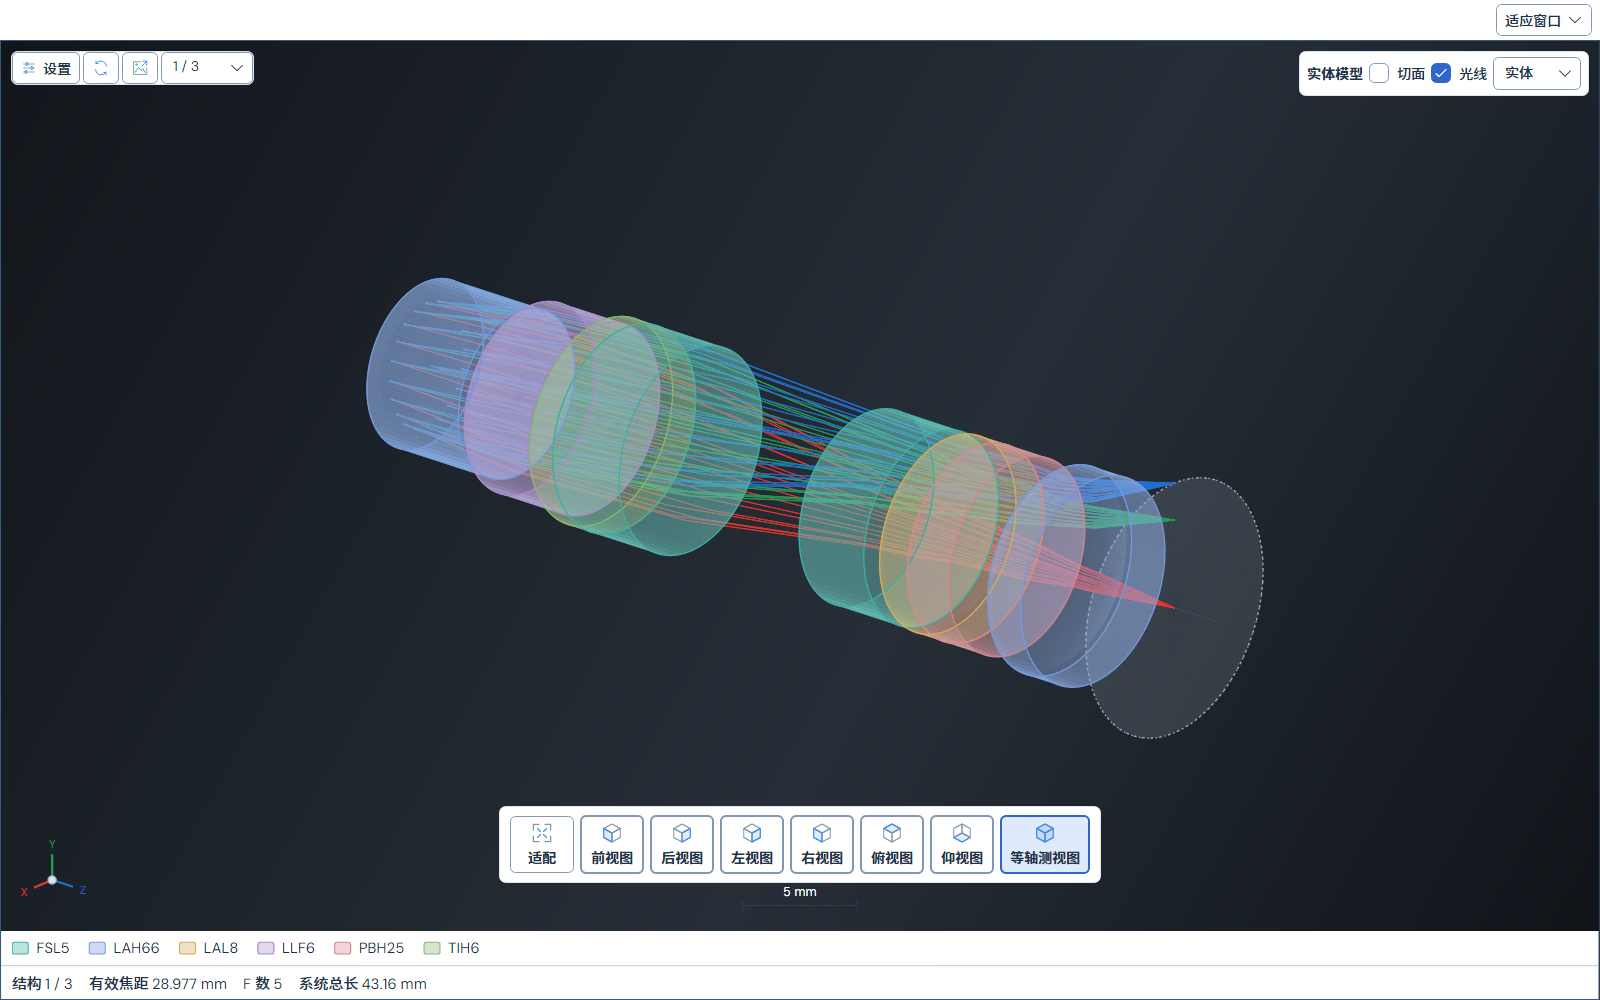 适应窗口
设置
1 / 3
实体模型 切面 光线 实体
适配 前视图 后视图 左视图 右视图 俯视图 仰视图 等轴测视图
5 mm
Y
X
Z
FSL5 LAH66 LAL8 LLF6 PBH25 TIH6
结构 1 / 3 有效焦距 28.977 mm F 数 5 系统总长 43.16 mm